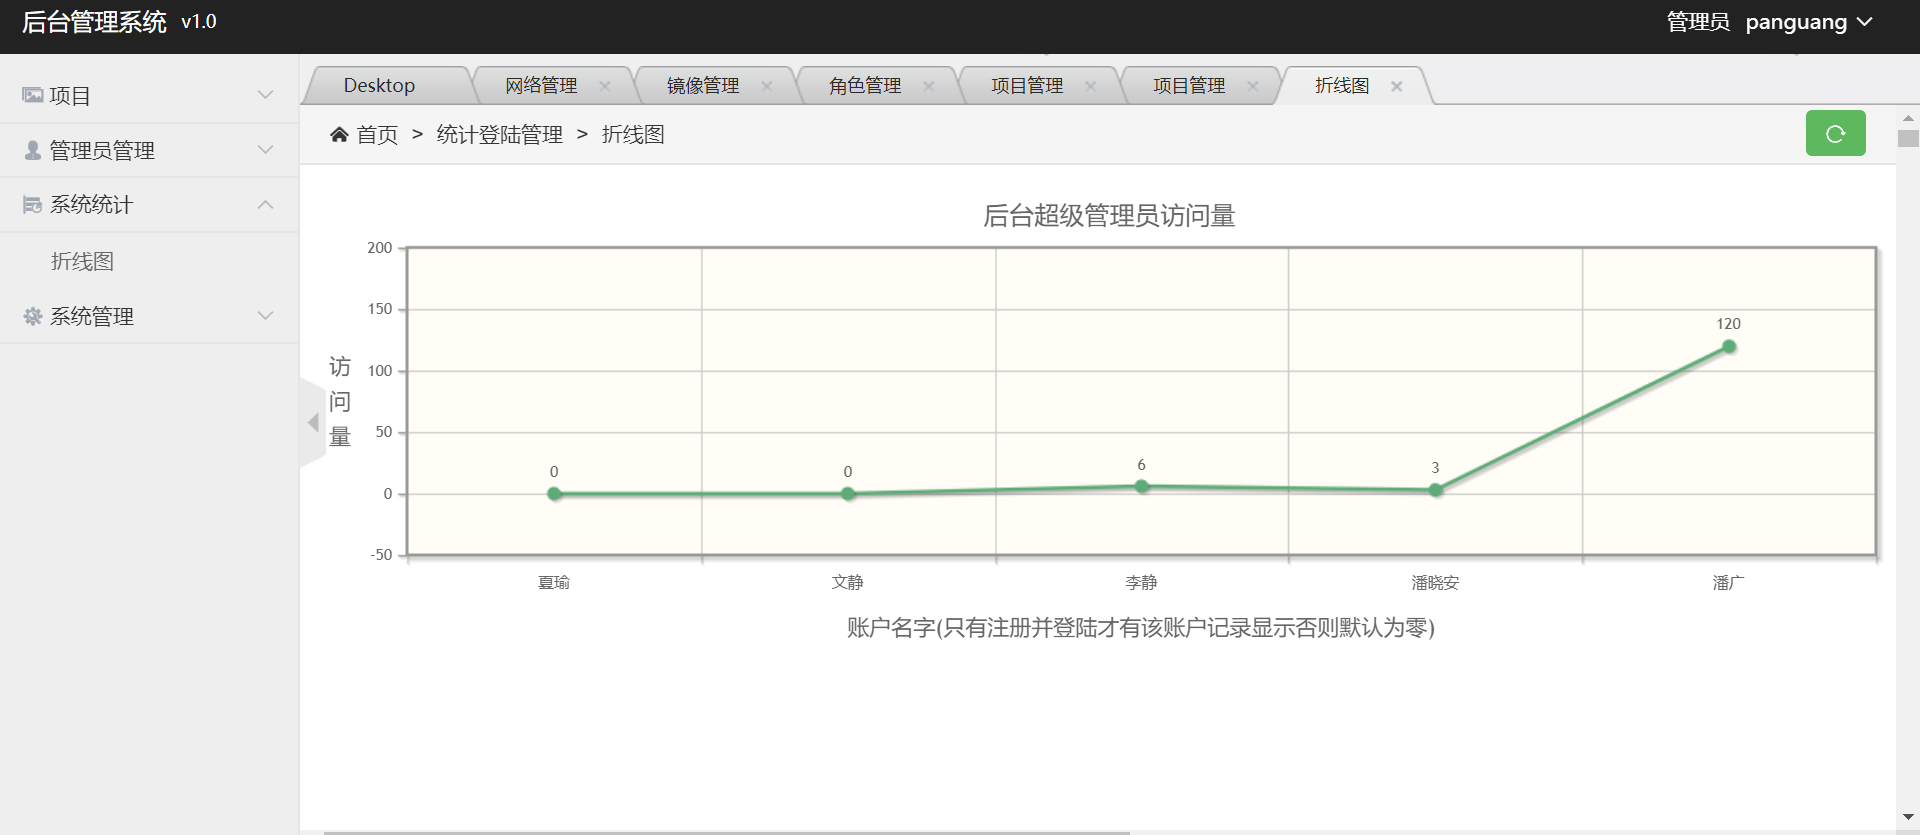 后台管理系统 v1.0
管理员 panguang
项目
管理员管理
系统统计
折线图
系统管理
Desktop 网络管理 镜像管理 角色管理 项目管理 项目管理 折线图
首页 > 统计登陆管理 > 折线图
后台超级管理员访问量
访问量
200
150
100
50
0
-50
0 0 6 3 120
夏瑜 文静 李静 潘晓安 潘广
账户名字(只有注册并登陆才有该账户记录显示否则默认为零)